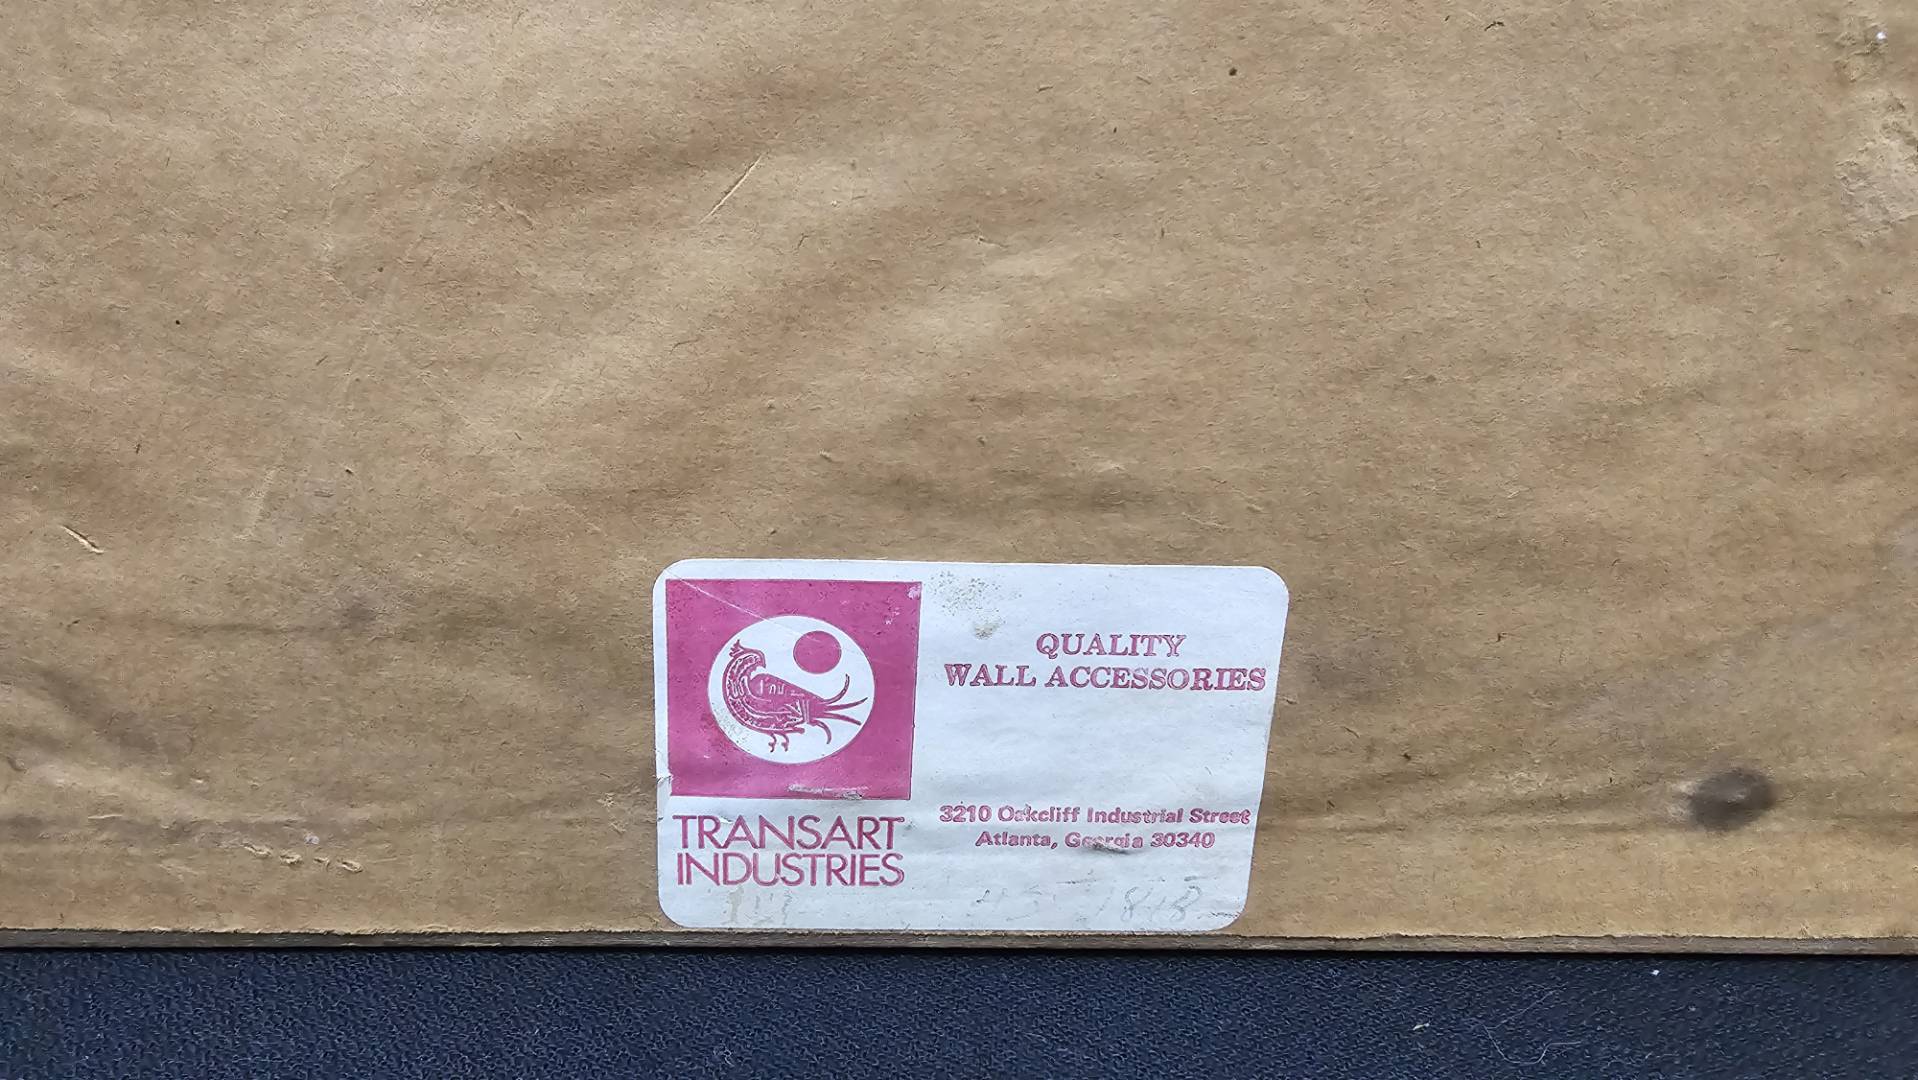 QUALITY
WALL ACCESSORIES
TRANSART
INDUSTRIES
3210 Oakcliff Industrial Street
Atlanta, Georgia 30340